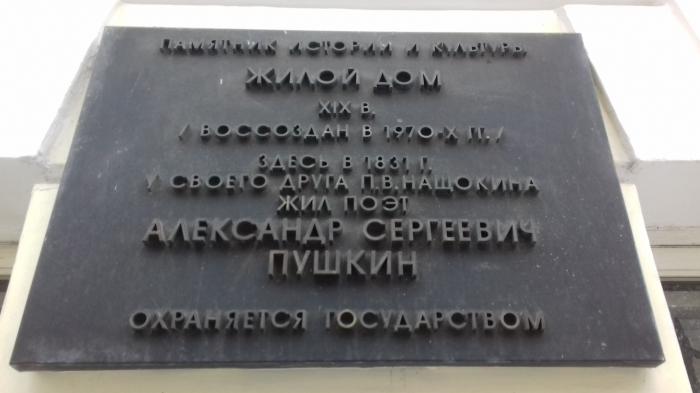 ПАМЯТНИК ИСТОРИИ И КУЛЬТУРЫ
ЖИЛОЙ ДОМ
XIX В.
/ ВОССОЗДАН В 1970-Х ГГ. /
ЗДЕСЬ В 1831 Г.
У СВОЕГО ДРУГА П.В.НАЩОКИНА
ЖИЛ ПОЭТ
АЛЕКСАНДР СЕРГЕЕВИЧ
ПУШКИН
ОХРАНЯЕТСЯ ГОСУДАРСТВОМ